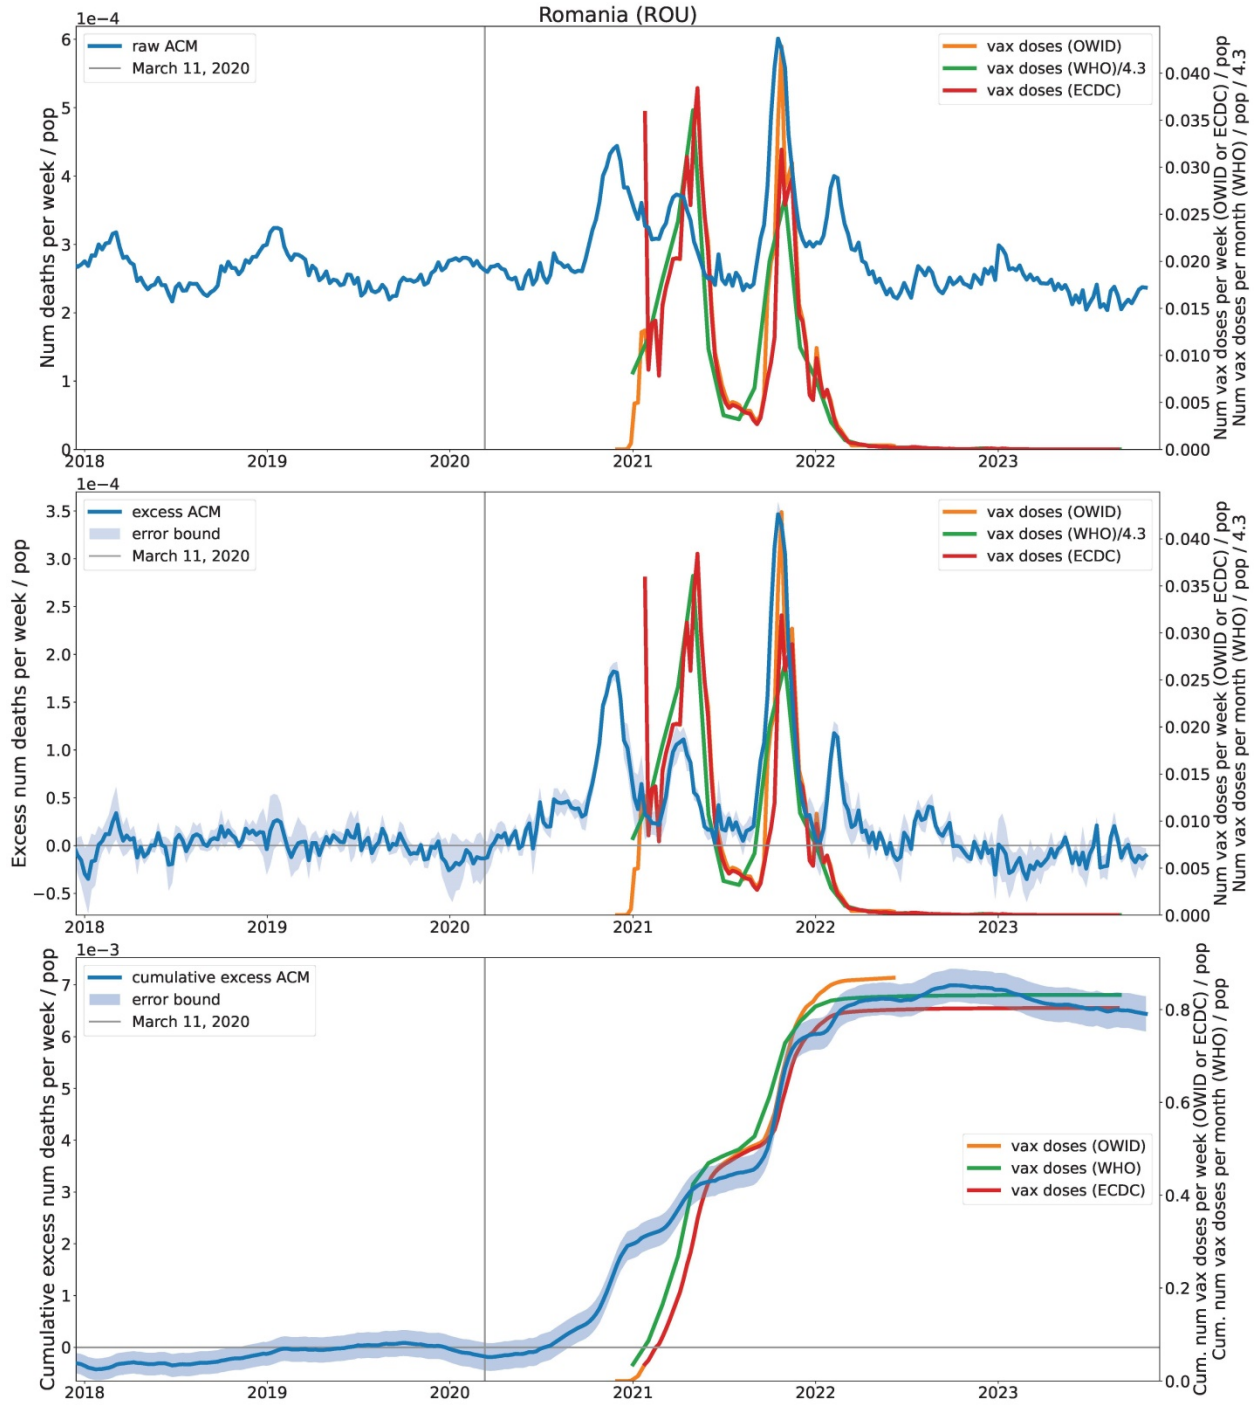 Romania (ROU)
1e−4
raw ACM
March 11, 2020
vax doses (OWID)
vax doses (WHO)/4.3
vax doses (ECDC)
Num deaths per week / pop
6
5
4
3
2
1
0
0.040
0.035
0.030
0.025
0.020
0.015
0.010
0.005
0.000
Num vax doses per week (OWID or ECDC) / pop
Num vax doses per month (WHO) / pop / 4.3
2018 2019 2020 2021 2022 2023
1e−4
excess ACM
error bound
March 11, 2020
vax doses (OWID)
vax doses (WHO)/4.3
vax doses (ECDC)
Excess num deaths per week / pop
3.5
3.0
2.5
2.0
1.5
1.0
0.5
0.0
−0.5
0.040
0.035
0.030
0.025
0.020
0.015
0.010
0.005
0.000
Num vax doses per week (OWID or ECDC) / pop
Num vax doses per month (WHO) / pop / 4.3
2018 2019 2020 2021 2022 2023
1e−3
cumulative excess ACM
error bound
March 11, 2020
vax doses (OWID)
vax doses (WHO)
vax doses (ECDC)
Cumulative excess num deaths per week / pop
7
6
5
4
3
2
1
0
0.8
0.6
0.4
0.2
0.0
Cum. num vax doses per week (OWID or ECDC) / pop
Cum. num vax doses per month (WHO) / pop
2018 2019 2020 2021 2022 2023